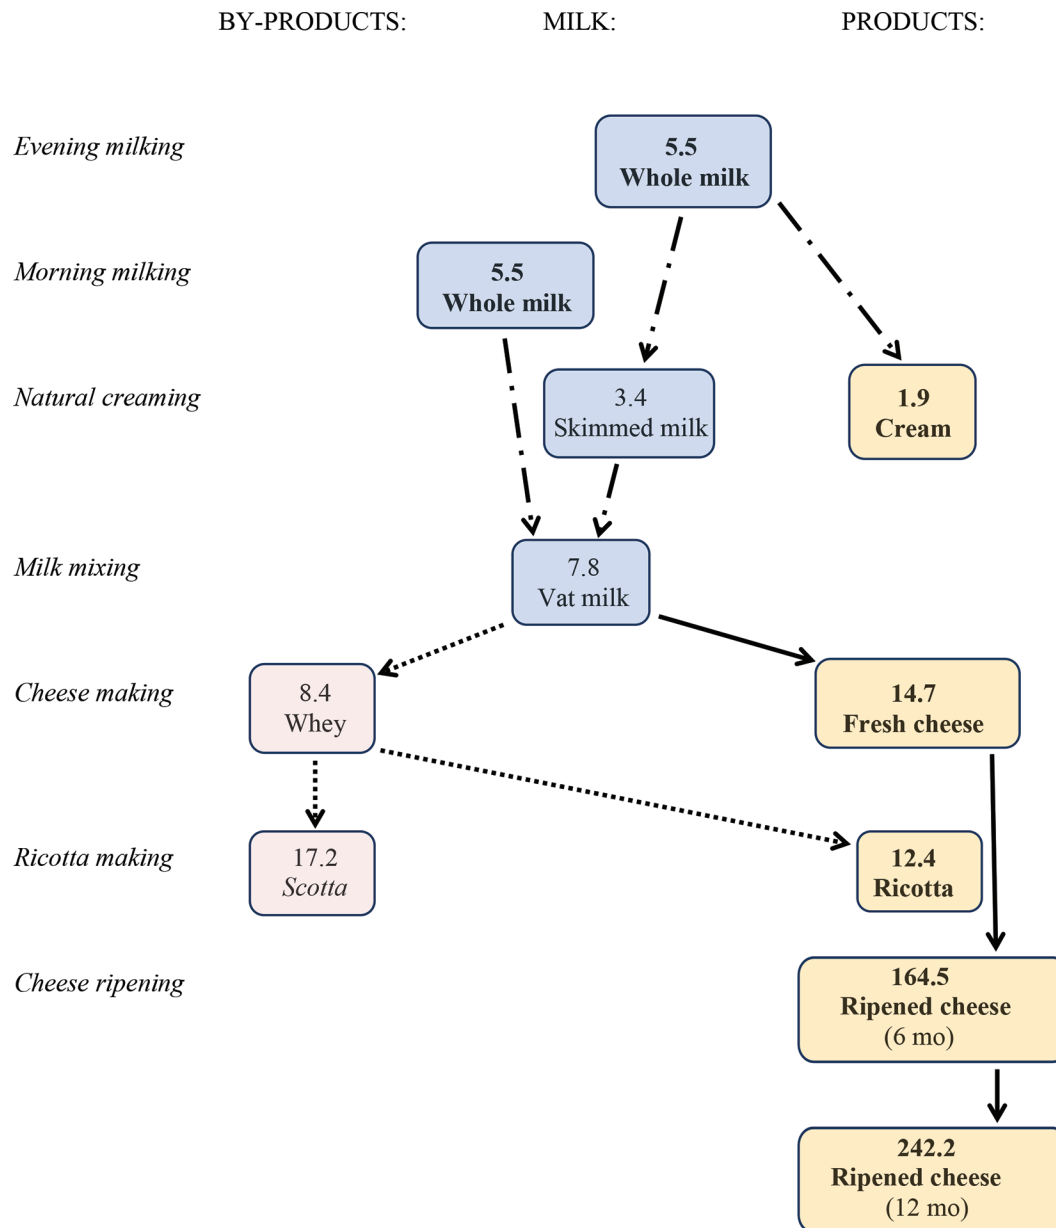 BY-PRODUCTS: MILK: PRODUCTS:
Evening milking
5.5
Whole milk
Morning milking
5.5
Whole milk
Natural creaming
3.4
Skimmed milk
1.9
Cream
Milk mixing
7.8
Vat milk
Cheese making
8.4
Whey
14.7
Fresh cheese
Ricotta making
17.2
Scotta
12.4
Ricotta
Cheese ripening
164.5
Ripened cheese
(6 mo)
242.2
Ripened cheese
(12 mo)